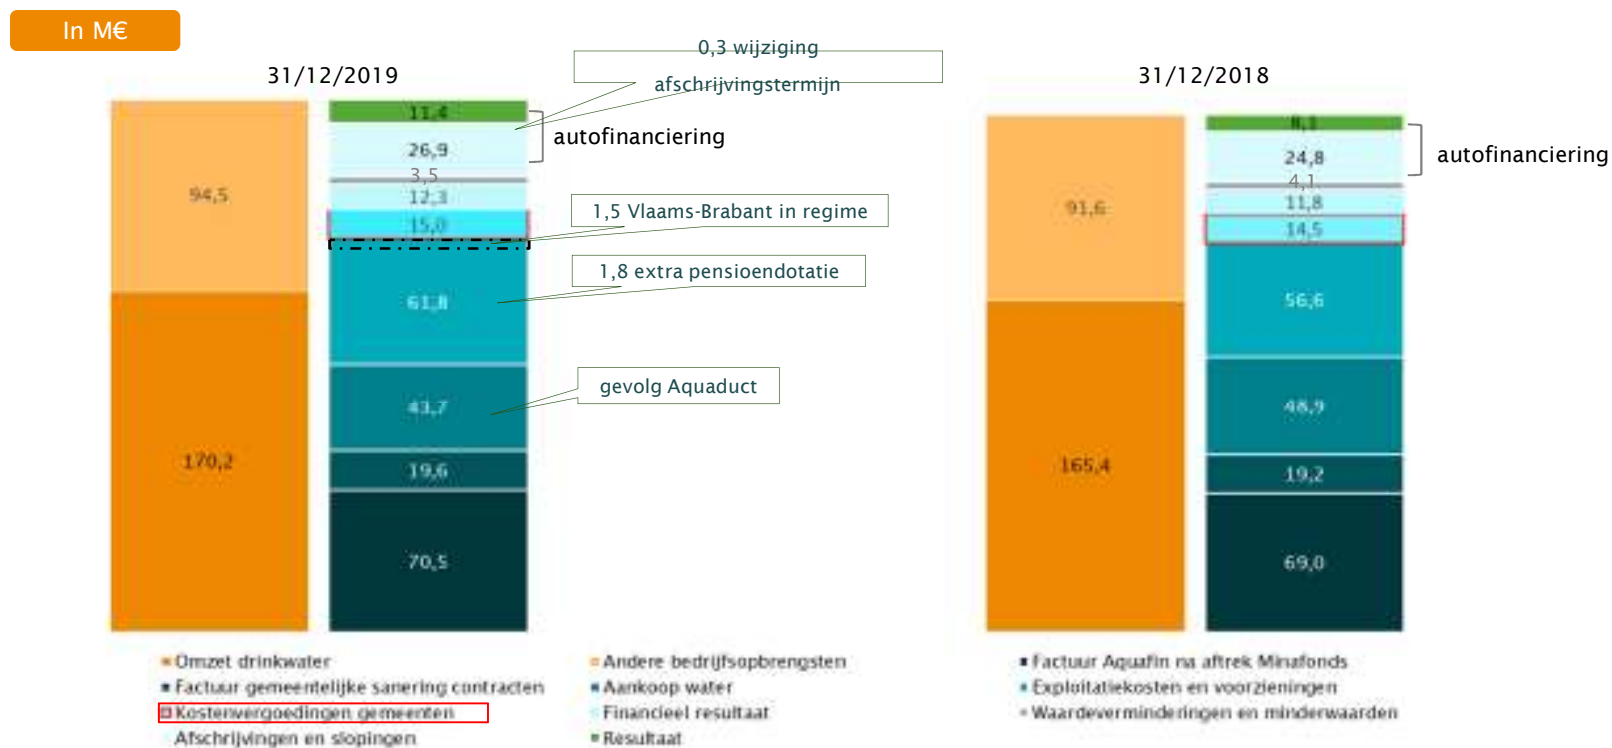 In M€
31/12/2019
0,3 wijziging
afschrijvingstermijn
31/12/2018
11,4
26,9
autofinanciering
3,5
12,3
15,0
94,5
1,5 Vlaams-Brabant in regime
1,8 extra pensioendotatie
61,8
gevolg Aquaduct
43,7
170,2
19,6
70,5
8,1
24,8
autofinanciering
4,1
11,8
14,5
91,6
56,6
48,9
165,4
19,2
69,0
Omzet drinkwater
Andere bedrijfsopbrengsten
Factuur Aquafin na aftrek Minafonds
Factuur gemeentelijke sanering contracten
Aankoop water
Exploitatiekosten en voorzieningen
Kostenvergoedingen gemeenten
Financieel resultaat
Waardeverminderingen en minderwaarden
Afschrijvingen en slopingen
Resultaat